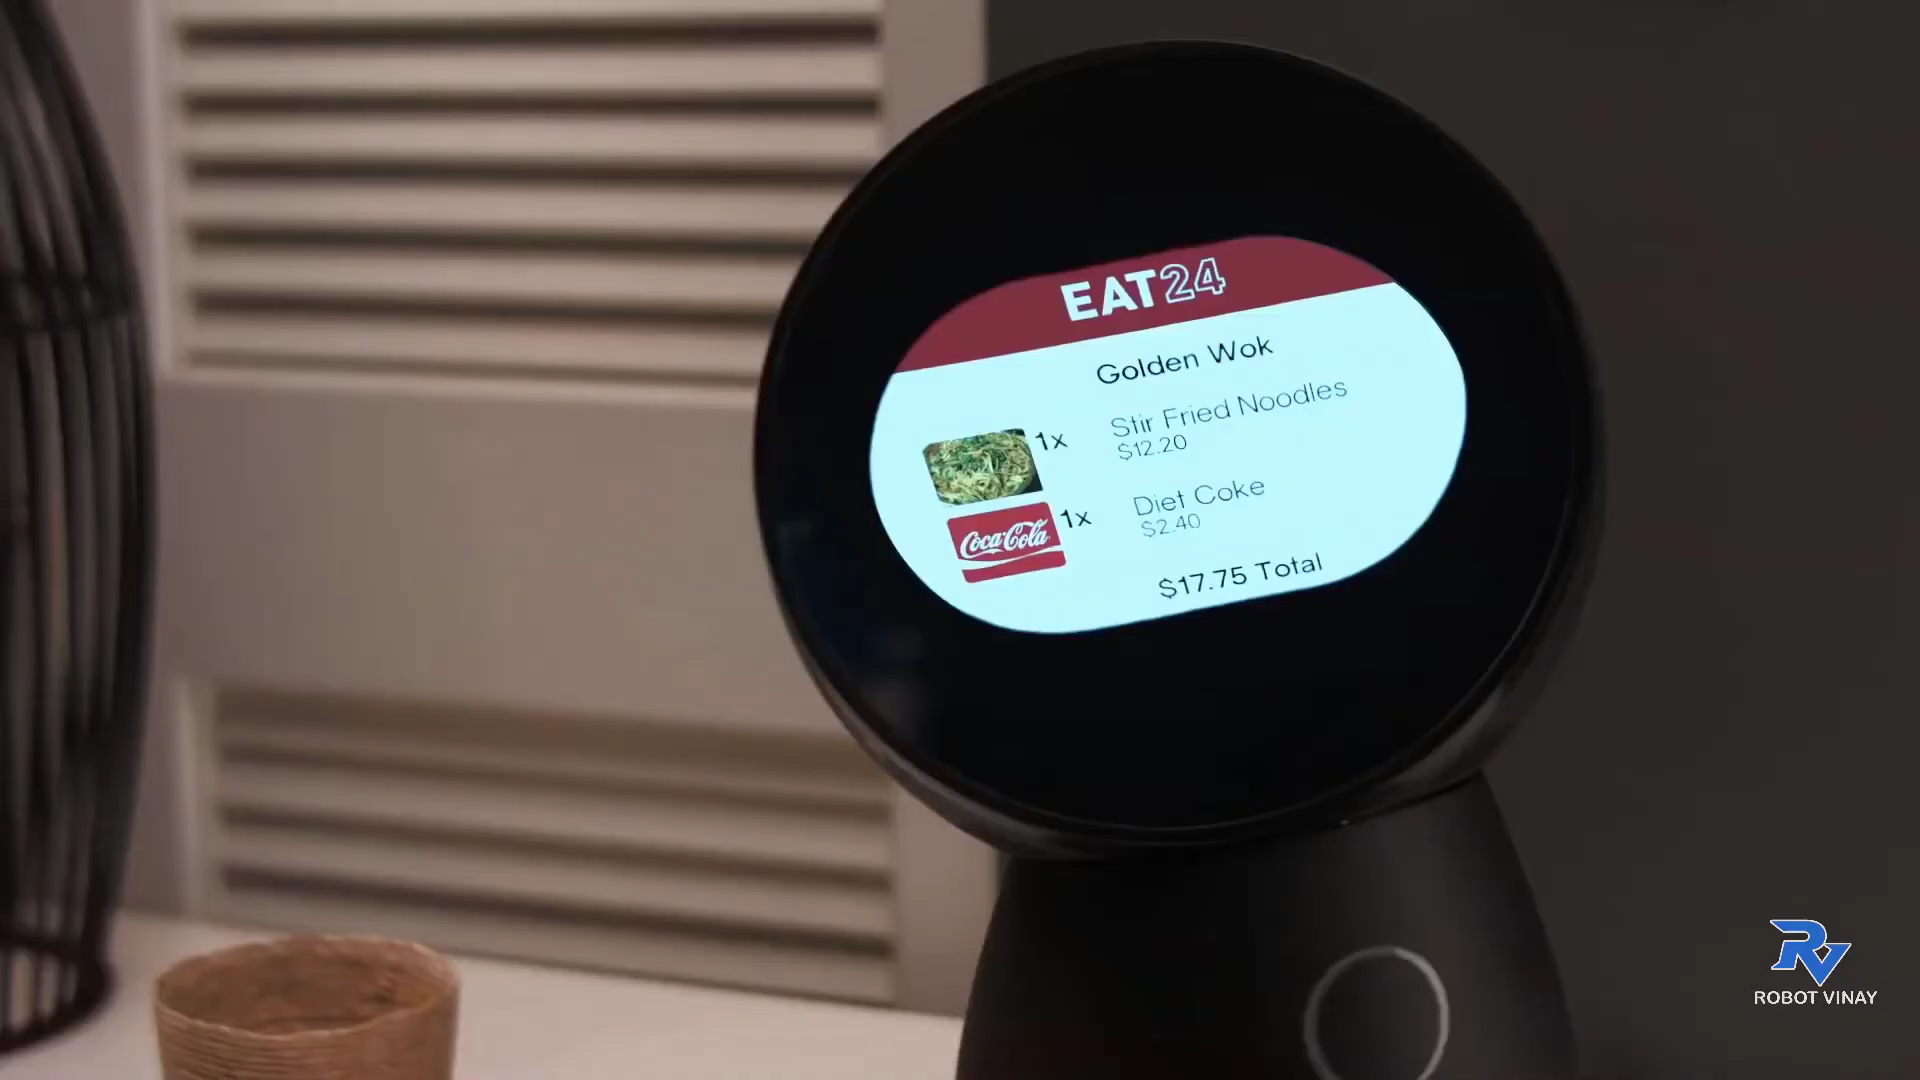 EAT24
Golden Wok
1x Stir Fried Noodles
$12.20
Coca-Cola
1x Diet Coke
$2.40
$17.75 Total
RV
ROBOT VINAY